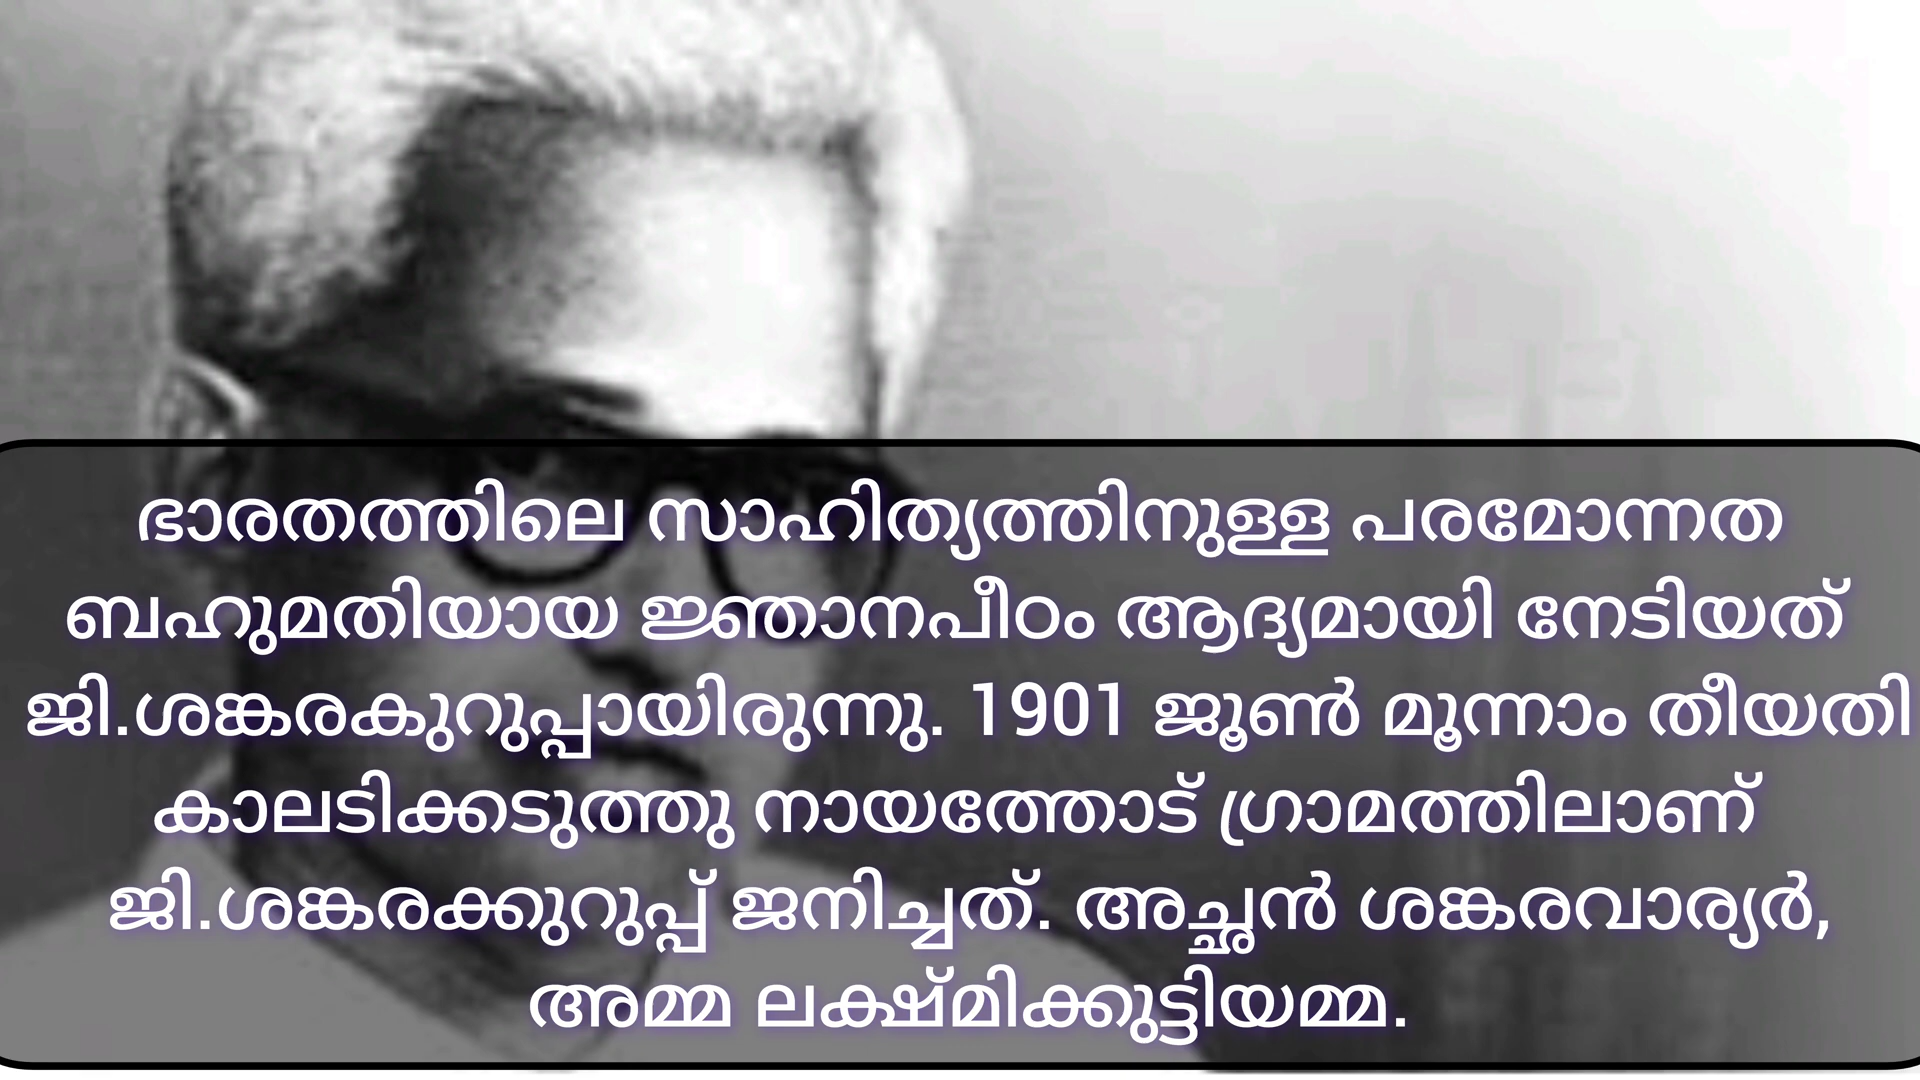 ഭാരതത്തിലെ സാഹിത്യത്തിനുള്ള പരമോന്നത
ബഹുമതിയായ ജ്ഞാനപീഠം ആദ്യമായി നേടിയത്
ജി.ശങ്കരകുറുപ്പായിരുന്നു. 1901 ജൂൺ മൂന്നാം തീയതി
കാലടിക്കടുത്തു നായത്തോട് ഗ്രാമത്തിലാണ്
ജി.ശങ്കരക്കുറുപ്പ് ജനിച്ചത്. അച്ഛൻ ശങ്കരവാര്യർ,
അമ്മ ലക്ഷ്മിക്കുട്ടിയമ്മ.